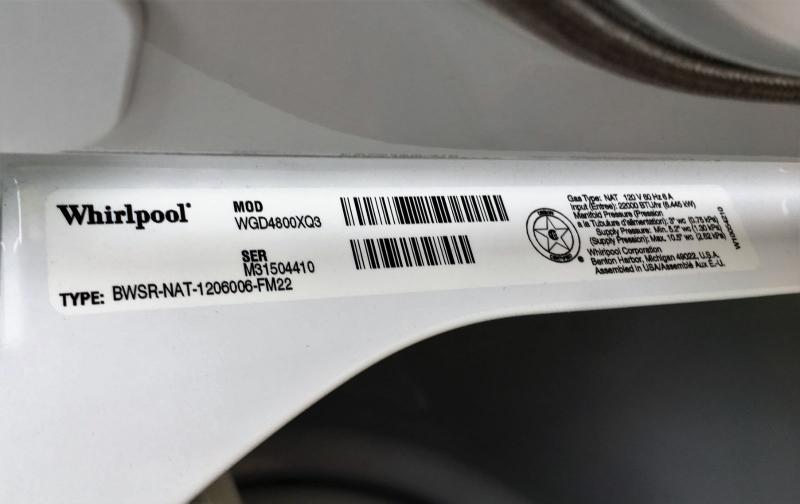 Whirlpool
MOD
WGD4800XQ3
SER
M31504410
TYPE: BWSR-NAT-1206006-FM22
Gas Type: NAT 120 V 60 Hz 6 A
Input (Entree): 22000 BTU/hr (6,445 kW)
Manifold Pressure (Pression
a la Tubulure d'alimentation): 3" wc (0.75 kPa)
Supply Pressure: Min. 5.2" wc (1.30 kPa)
(Supply Pression): Max. 10.5" wc (2.62 kPa)
Whirlpool Corporation
Benton Harbor, Michigan 49022, U.S.A.
Assembled in USA/Assemblé Aux É.-U.